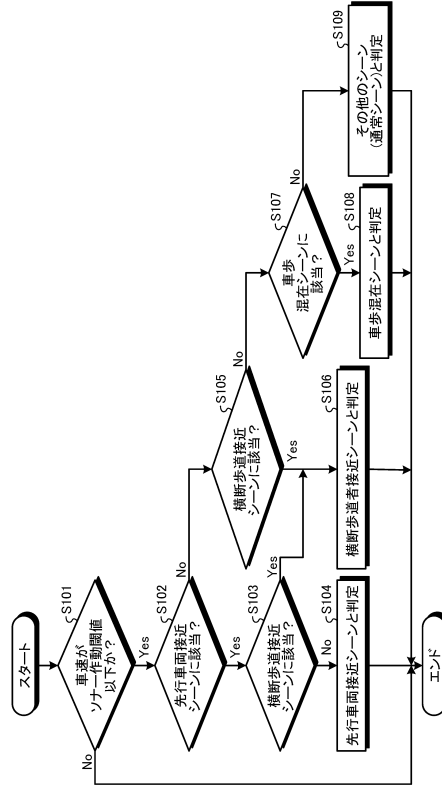 スタート
S101
車速が
ソナー作動閾値
以下か?
No
Yes
S102
先行車両接近
シーンに該当?
No
Yes
S103
横断歩道接近
シーンに該当?
Yes
No
S104
先行車両接近シーンと判定
S105
横断歩道接近
シーンに該当?
No
Yes
S106
横断歩道者接近シーンと判定
S107
車歩
混在シーンに
該当?
No
Yes
S108
車歩混在シーンと判定
S109
その他のシーン
(通常シーン)と判定
エンド